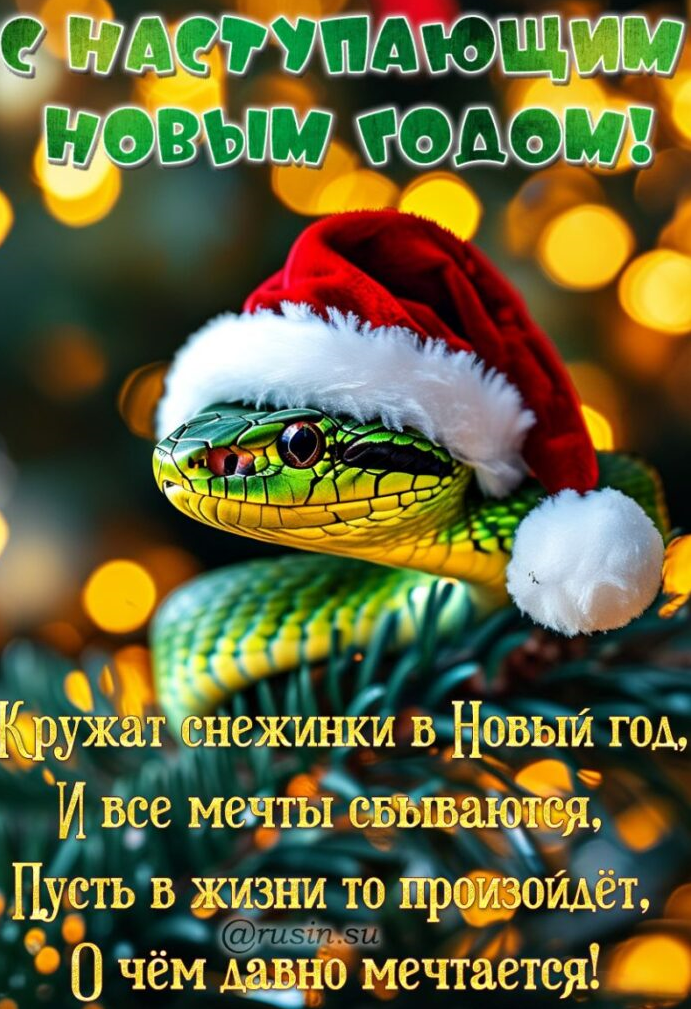 С НАСТУПАЮЩИМ
НОВЫМ ГОДОМ!
Кружат снежинки в Новый год,
И все мечты сбываются,
Пусть в жизни то произойдёт,
@rusin.su
О чём давно мечтается!